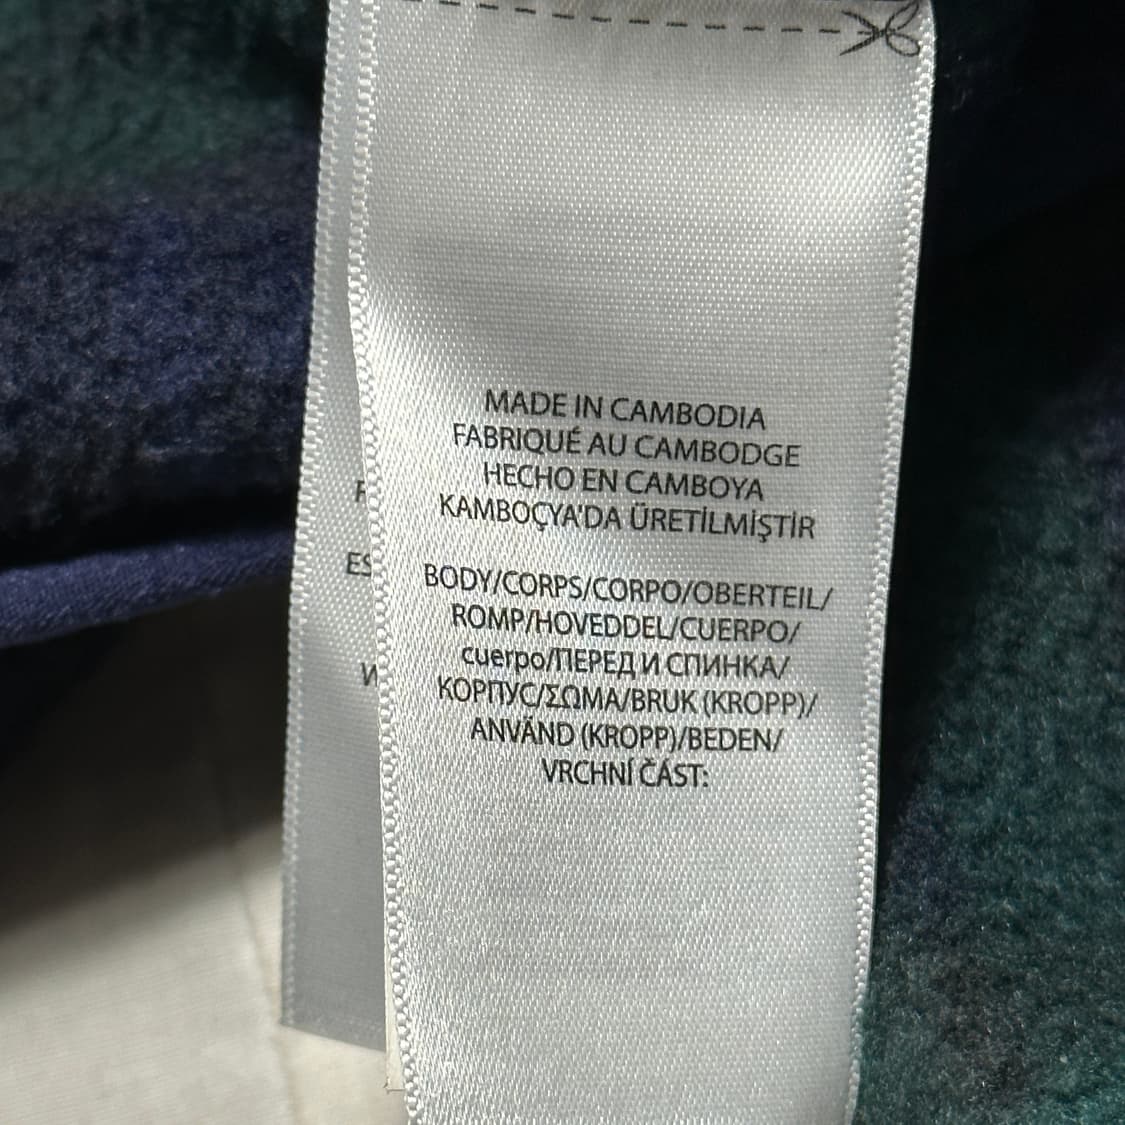 MADE IN CAMBODIA
FABRIQUÉ AU CAMBODGE
HECHO EN CAMBOYA
KAMBOÇYA'DA ÜRETİLMİŞTİR
BODY/CORPS/CORPO/OBERTEIL/
ROMP/HOVEDDEL/CUERPO/
cuerpo/ПЕРЕД И СПИНКА/
КОРПУС/ΣΩΜΑ/BRUK (KROPP)/
ANVÄND (KROPP)/BEDEN/
VRCHNÍ ČÁST: